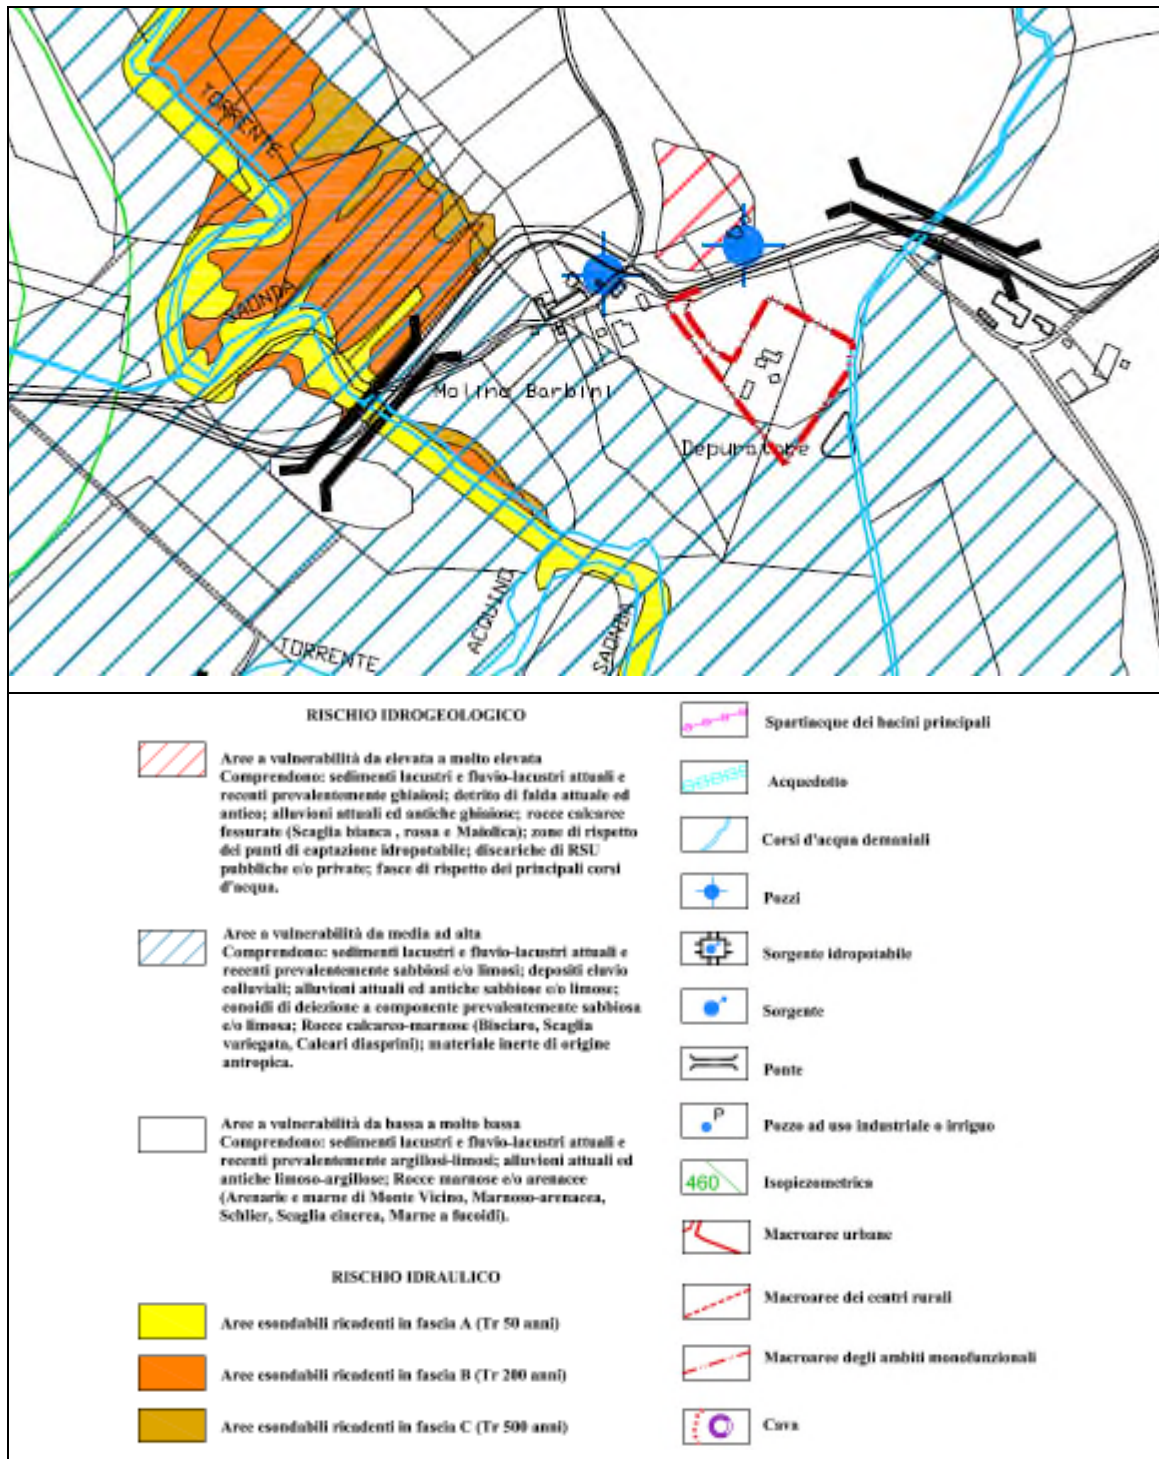 TORRENTE
SAONDA
Molino Barbini
Depuratore
ACQUINO
SAONDA
TORRENTE
RISCHIO IDROGEOLOGICO
Aree a vulnerabilità da elevata a molto elevata
Comprendono: sedimenti lacustri e fluvio-lacustri attuali e
recenti prevalentemente ghiaiosi; detrito di falda attuale ed
antico; alluvioni attuali ed antiche ghiaiose; rocce calcaree
fessurate (Scaglia bianca , rossa e Maiolica); zone di rispetto
dei punti di captazione idropotabile; discariche di RSU
pubbliche e/o private; fasce di rispetto dei principali corsi
d'acqua.
Aree a vulnerabilità da media ad alta
Comprendono: sedimenti lacustri e fluvio-lacustri attuali e
recenti prevalentemente sabbiosi e/o limosi; depositi eluvio
colluviali; alluvioni attuali ed antiche sabbiose e/o limose;
conoidi di deiezione a componente prevalentemente sabbiosa
e/o limosa; Rocce calcareo-marnose (Bisciaro, Scaglia
variegata, Calcari diasprini); materiale inerte di origine
antropica.
Aree a vulnerabilità da bassa a molto bassa
Comprendono: sedimenti lacustri e fluvio-lacustri attuali e
recenti prevalentemente argillosi-limosi; alluvioni attuali ed
antiche limoso-argillose; Rocce marnose e/o arenacee
(Arenarie e marne di Monte Vicino, Marnoso-arenacea,
Schlier, Scaglia cinerea, Marne a fucoidi).
RISCHIO IDRAULICO
Aree esondabili ricadenti in fascia A (Tr 50 anni)
Aree esondabili ricadenti in fascia B (Tr 200 anni)
Aree esondabili ricadenti in fascia C (Tr 500 anni)
Spartiacque dei bacini principali
Acquedotto
Corsi d'acqua demaniali
Pozzi
Sorgente idropotabile
Sorgente
Ponte
P
Pozzo ad uso industriale o irriguo
460
Isopiezometrica
Macroaree urbane
Macroaree dei centri rurali
Macroaree degli ambiti monofunzionali
Cava